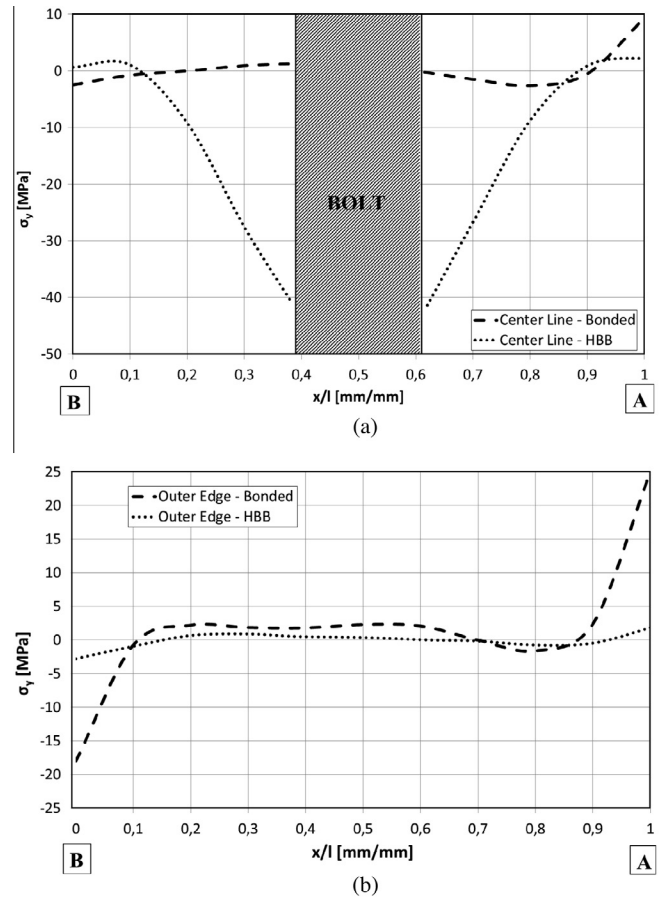 10
0
-10
-20
-30
-40
-50
σy [MPa]
BOLT
Center Line - Bonded
Center Line - HBB
0 0,1 0,2 0,3 0,4 0,5 0,6 0,7 0,8 0,9 1
B x/l [mm/mm] A
(a)
25
20
15
10
5
0
-5
-10
-15
-20
-25
σy [MPa]
Outer Edge - Bonded
Outer Edge - HBB
0 0,1 0,2 0,3 0,4 0,5 0,6 0,7 0,8 0,9 1
B x/l [mm/mm] A
(b)